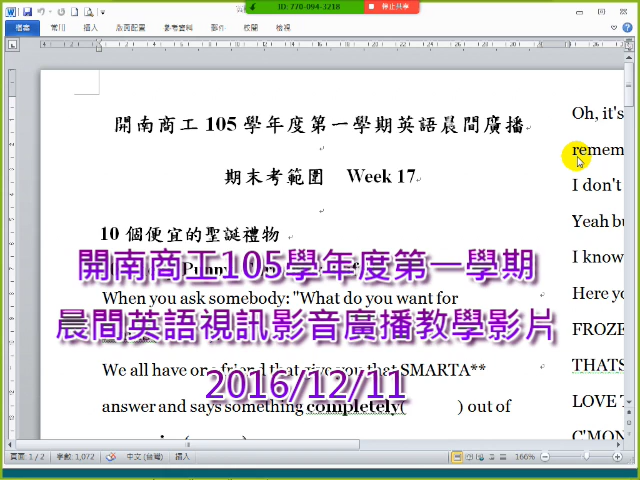 ID: 770-094-3218
停止共享
檔案 常用 插入 版面配置 參考資料 郵件 校閱 檢視
開南商工 105 學年度第一學期英語晨間廣播
期末考範圍 Week 17
10 個便宜的聖誕禮物
開南商工105學年度第一學期
When you ask somebody: "What do you want for
晨間英語視訊影音廣播教學影片
We all have one friend that give you that SMARTA**
2016/12/11
answer and says something completely( ) out of
Oh, it's
remem
I don't
Yeah bu
I know
Here yo
FROZE
THATS
LOVE T
C'MON
頁面: 1 / 2 字數: 1,072 中文 (台灣) 插入 166%